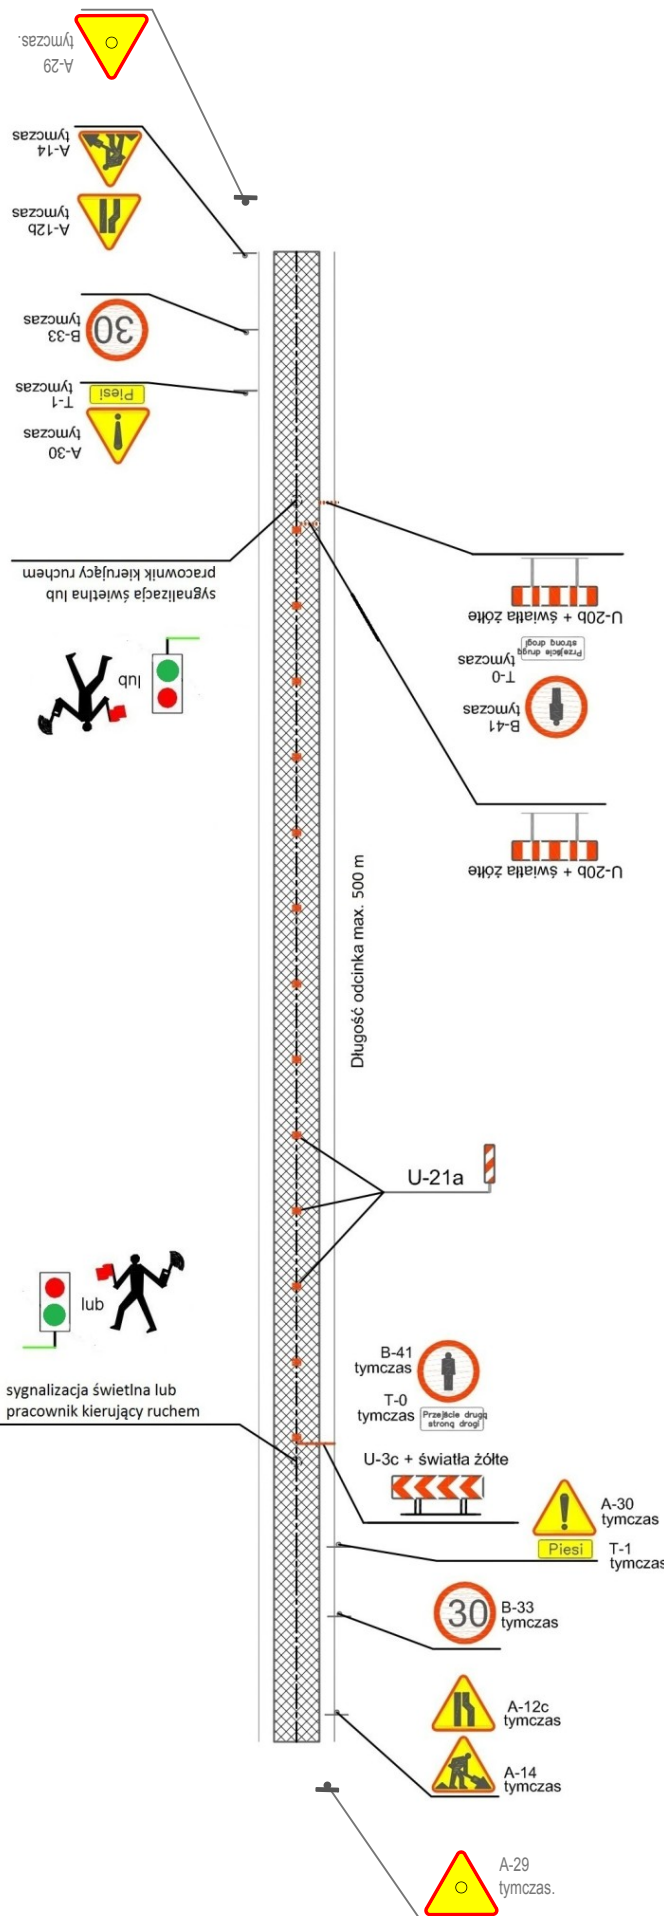 A-29
tymczas.
A-14
tymczas
A-12b
tymczas
30
B-33
tymczas
Piesi
T-1
tymczas
A-30
tymczas
sygnalizacja świetlna lub
pracownik kierujący ruchem
lub
U-20b + światła żółte
Przejście drugą
stroną drogi
T-0
tymczas
B-41
tymczas
U-20b + światła żółte
Długość odcinka max. 500 m
U-21a
lub
sygnalizacja świetlna lub
pracownik kierujący ruchem
B-41
tymczas
T-0
tymczas
Przejście drugą
stroną drogi
U-3c + światła żółte
A-30
tymczas
Piesi
T-1
tymczas
30
B-33
tymczas
A-12c
tymczas
A-14
tymczas
A-29
tymczas.